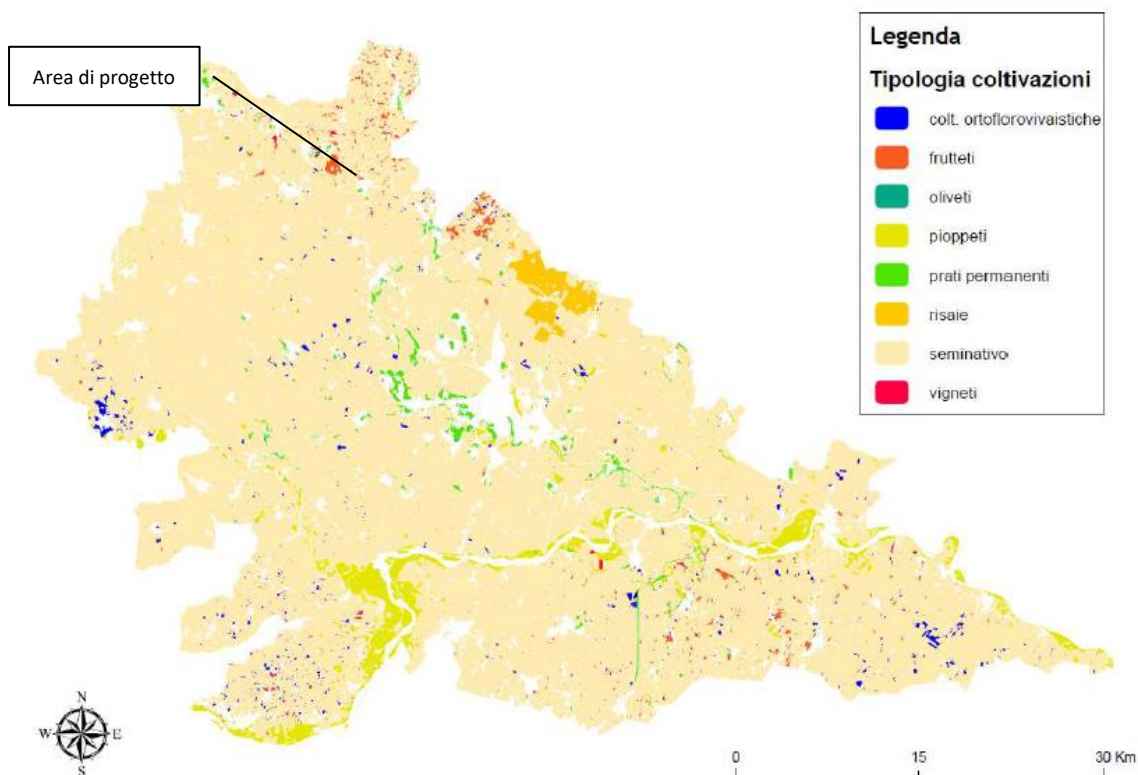 Area di progetto
Legenda
Tipologia coltivazioni
colt. ortoflorovivaistiche
frutteti
oliveti
pioppeti
prati permanenti
risaie
seminativo
vigneti
N
W E
S
0 15 30 Km